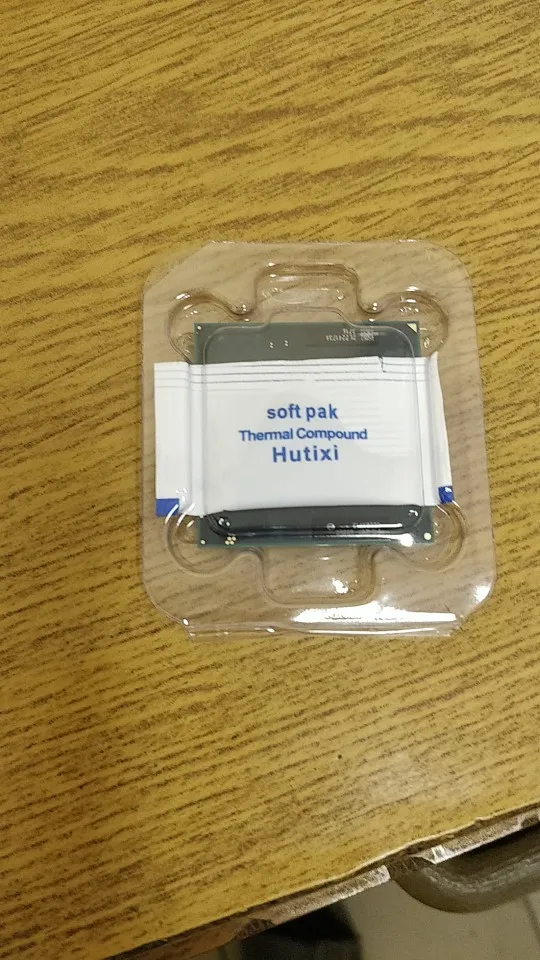 soft pak
Thermal Compound
Hutixi